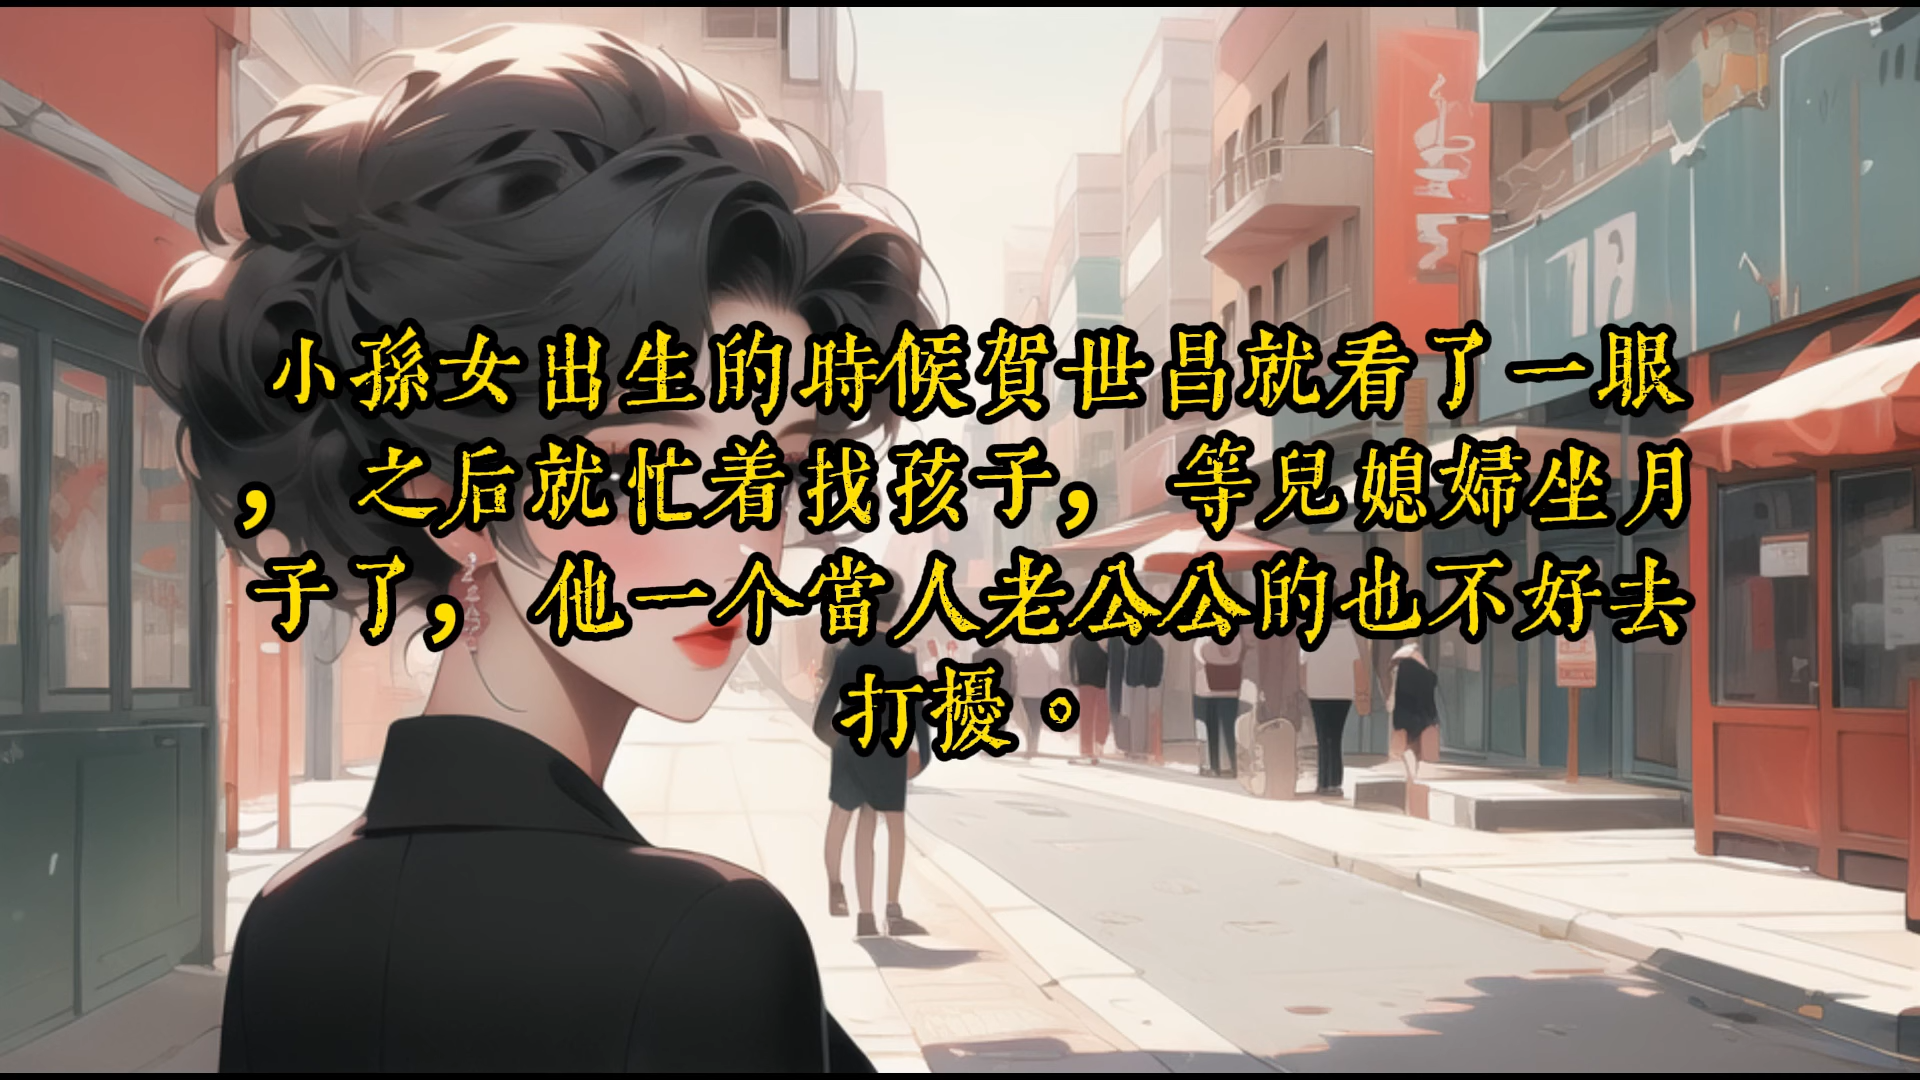 小孫女出生的時候賀世昌就看了一眼
，之后就忙着找孩子，等兒媳婦坐月
子了，他一个當人老公公的也不好去
打擾。